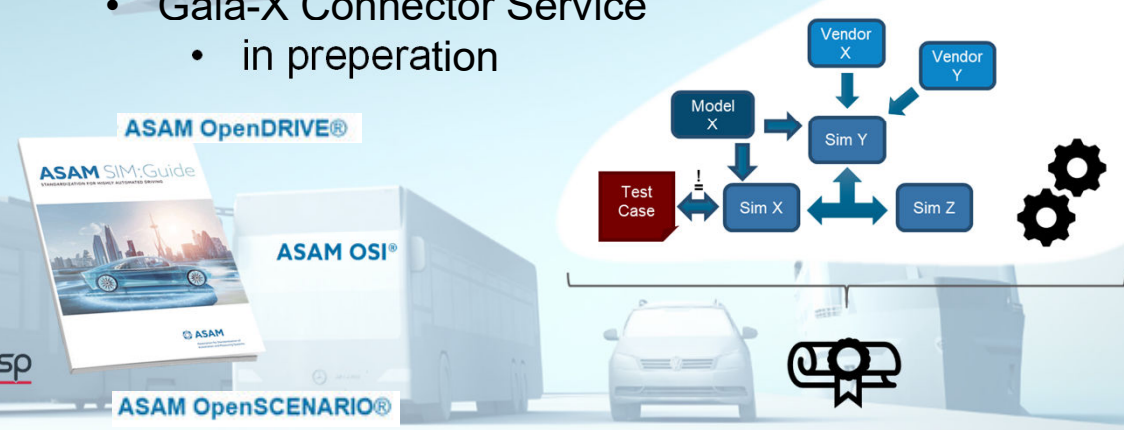 • Gaia-X Connector Service
• in preperation
ASAM OpenDRIVE®
ASAM SIM:Guide
STANDARDIZATION FOR HIGHLY AUTOMATED DRIVING
ASAM OSI®
ASAM
ASAM OpenSCENARIO®
sp
Vendor
X
Vendor
Y
Model
X
Sim Y
Test
Case
!
=
Sim X
Sim Z